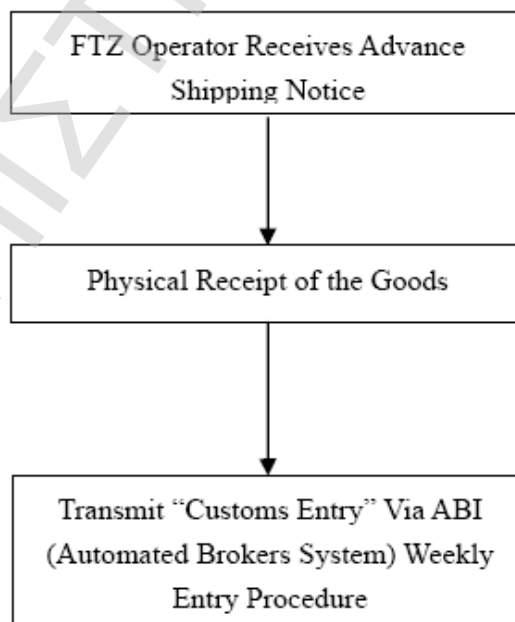 FTZ Operator Receives Advance
Shipping Notice
Physical Receipt of the Goods
Transmit “Customs Entry” Via ABI
(Automated Brokers System) Weekly
Entry Procedure